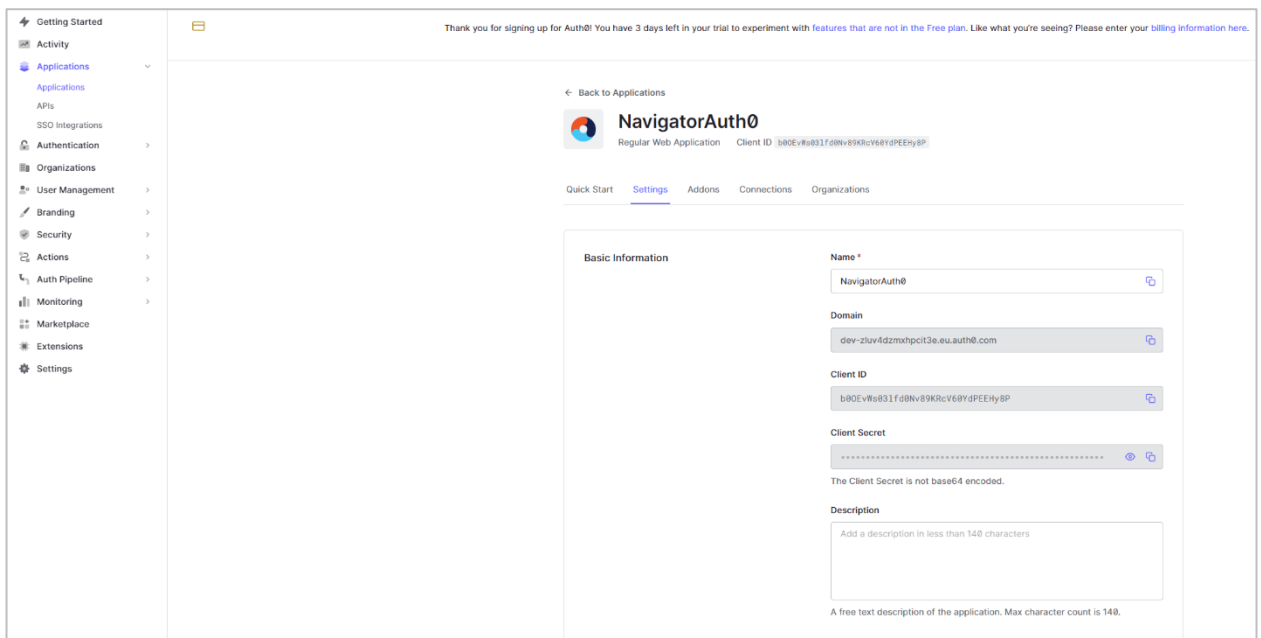 Getting Started
Activity
Applications
Applications
APIs
SSO Integrations
Authentication
Organizations
User Management
Branding
Security
Actions
Auth Pipeline
Monitoring
Marketplace
Extensions
Settings
Thank you for signing up for Auth0! You have 3 days left in your trial to experiment with features that are not in the Free plan. Like what you're seeing? Please enter your billing information here.
← Back to Applications
NavigatorAuth0
Regular Web Application Client ID b0OEvWs03lfd0Nv89KRcV60YdPEEHy8P
Quick Start Settings Addons Connections Organizations
Basic Information
Name *
NavigatorAuth0
Domain
dev-zluv4dzmxhpcit3e.eu.auth0.com
Client ID
b0OEvWs03lfd0Nv89KRcV60YdPEEHy8P
Client Secret
The Client Secret is not base64 encoded.
Description
Add a description in less than 140 characters
A free text description of the application. Max character count is 140.